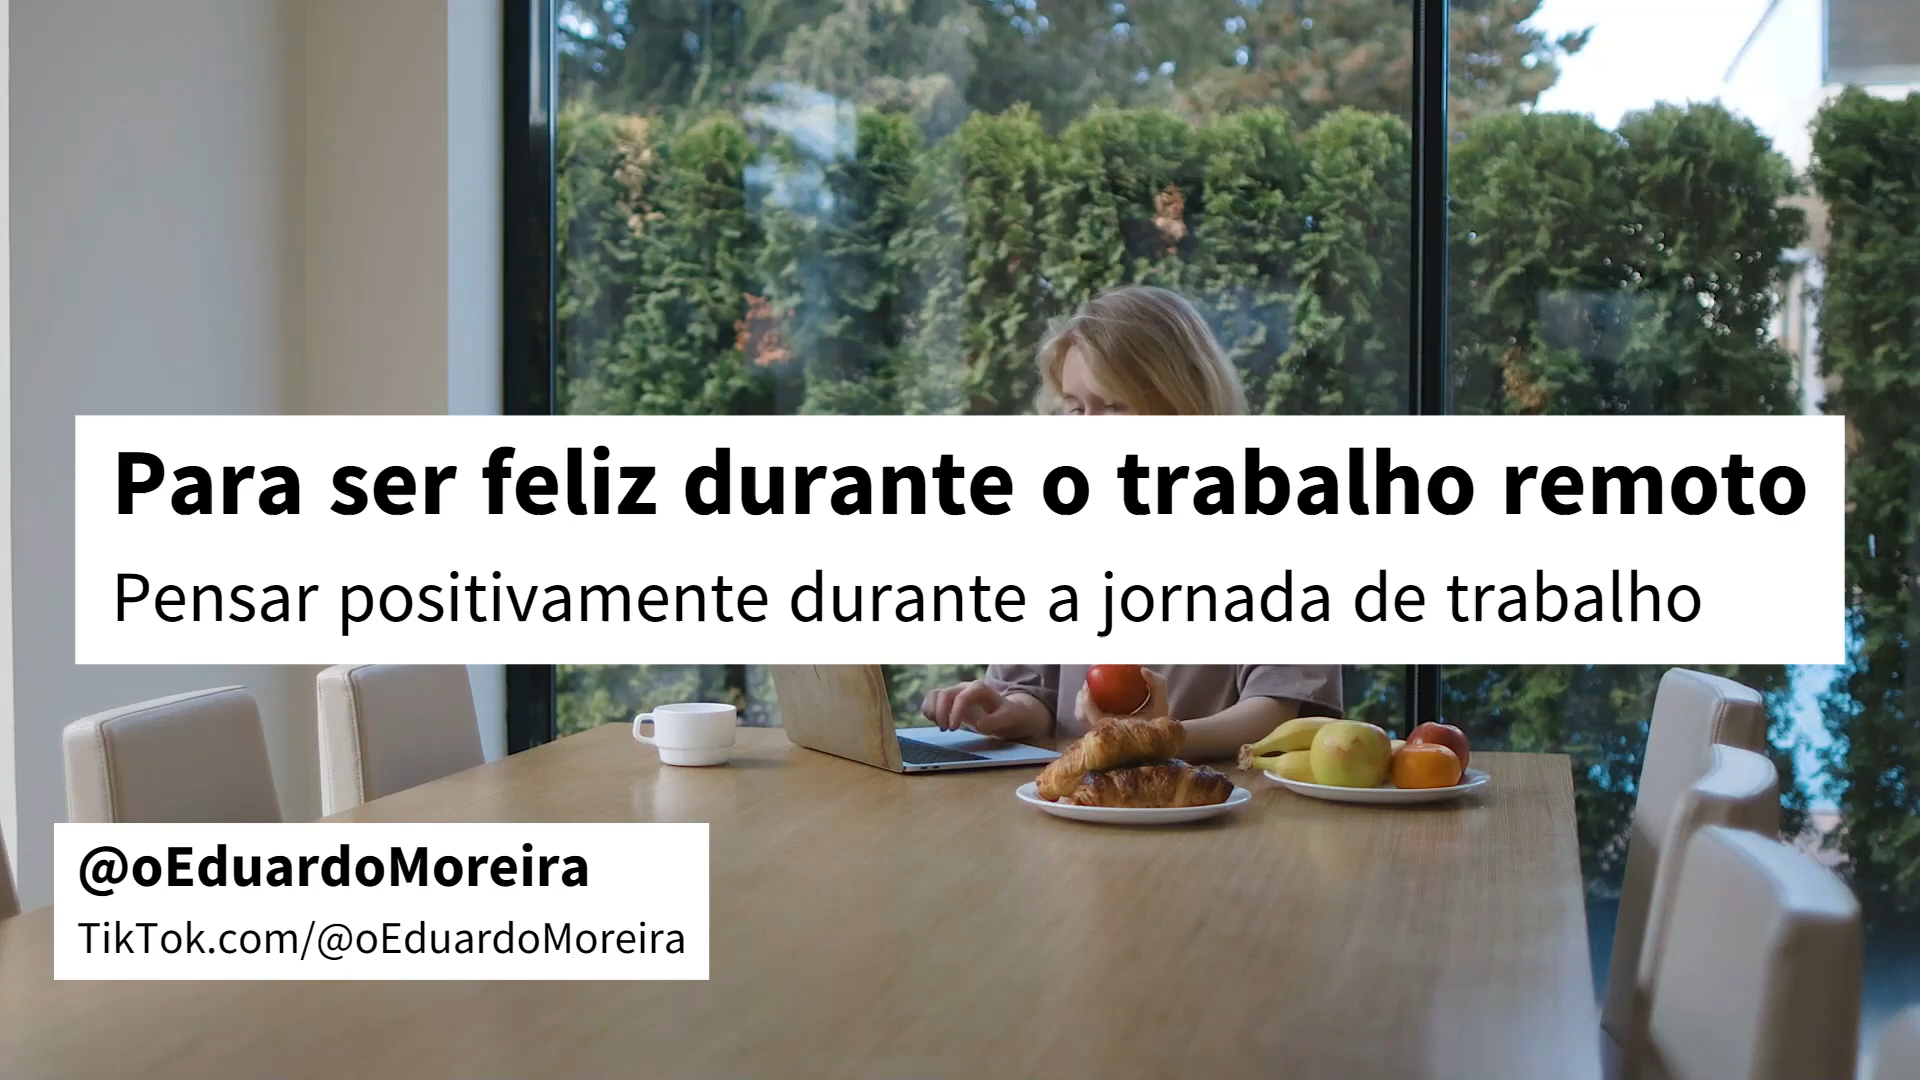 Para ser feliz durante o trabalho remoto
Pensar positivamente durante a jornada de trabalho
@oEduardoMoreira
TikTok.com/@oEduardoMoreira